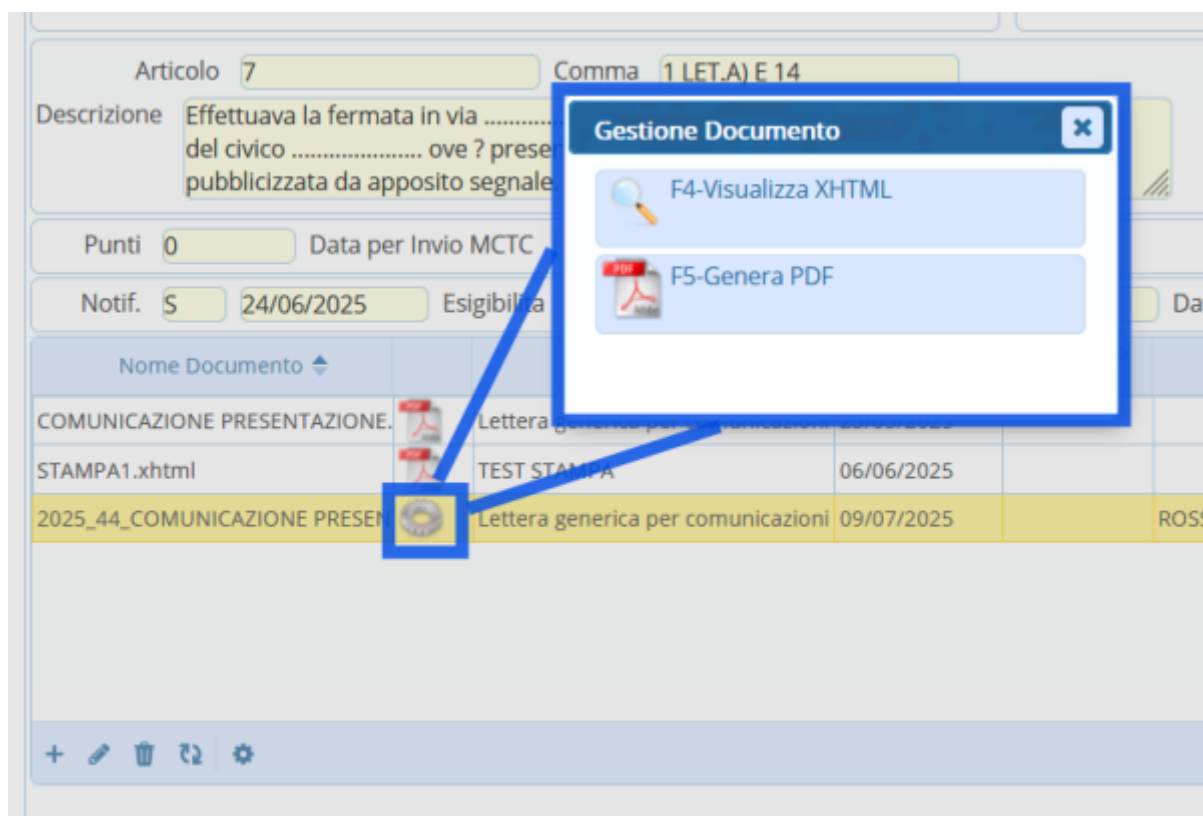 Articolo 7 Comma 1 LET.A) E 14
Descrizione Effettuava la fermata in via
del civico ..................... ove ?
pubblicizzata da apposito segnale.
Gestione Documento
F4-Visualizza XHTML
F5-Genera PDF
Punti 0 Data per Invio MCTC
Notif. S 24/06/2025 Esigibilita
Nome Documento
COMUNICAZIONE PRESENTAZIONE. PDF Lettera generica per comunicazioni
STAMPA1.xhtml PDF TEST STAMPA 06/06/2025
2025_44_COMUNICAZIONE PRESEN Lettera generica per comunicazioni 09/07/2025